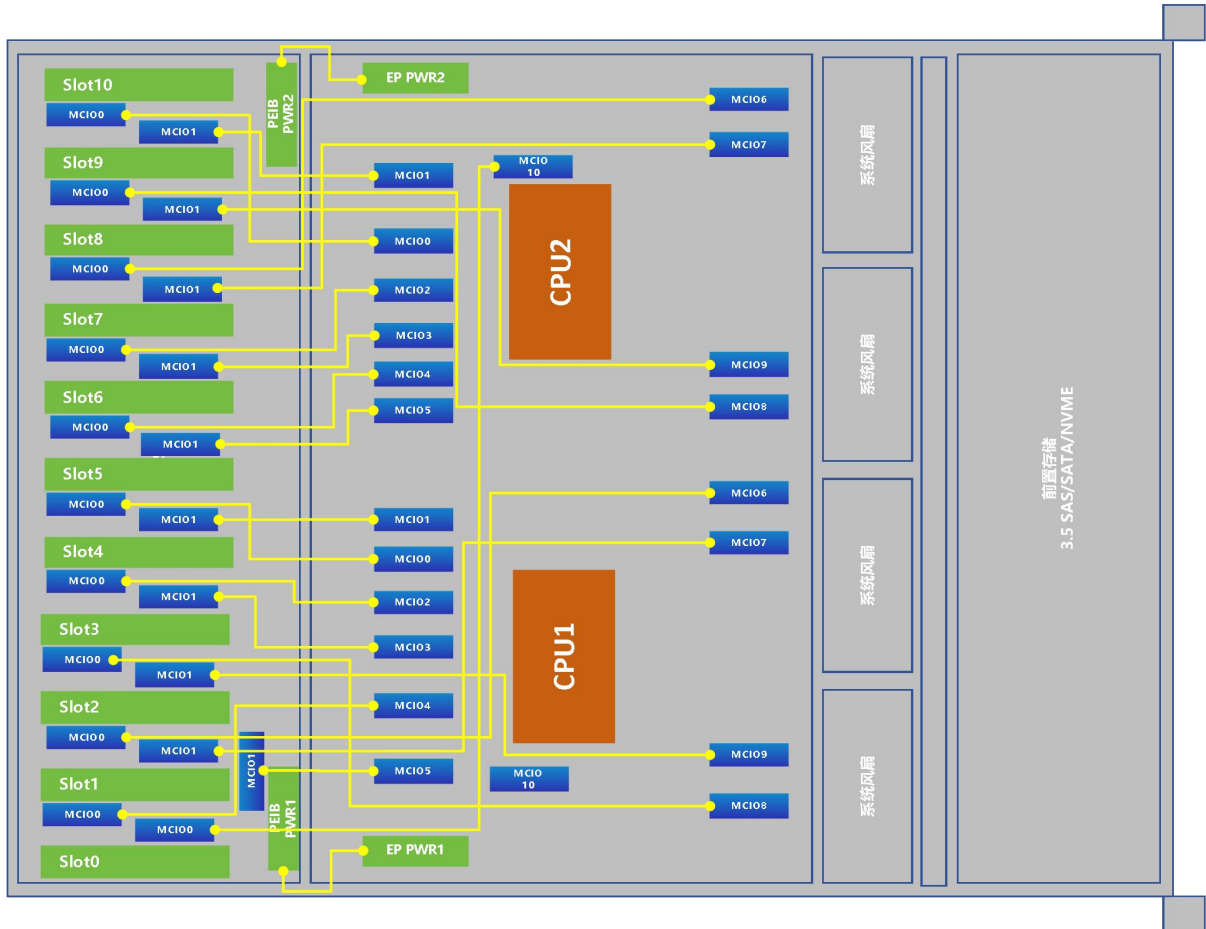 Slot10
MCIO0
MCIO1
Slot9
MCIO0
MCIO1
Slot8
MCIO0
MCIO1
Slot7
MCIO0
MCIO1
Slot6
MCIO0
MCIO1
Slot5
MCIO0
MCIO1
Slot4
MCIO0
MCIO1
Slot3
MCIO0
MCIO1
Slot2
MCIO0
MCIO1
MCIO1
Slot1
MCIO0
MCIO0
Slot0
PEIB
PWR2
PEIB
PWR1
EP PWR2
MCIO1
MCIO0
MCIO2
MCIO3
MCIO4
MCIO5
MCIO1
MCIO0
MCIO2
MCIO3
MCIO4
MCIO5
EP PWR1
MCIO
10
CPU2
CPU1
MCIO
10
MCIO6
MCIO7
MCIO9
MCIO8
MCIO6
MCIO7
MCIO9
MCIO8
系统风扇
系统风扇
系统风扇
系统风扇
前置存储
3.5 SAS/SATA/NVME